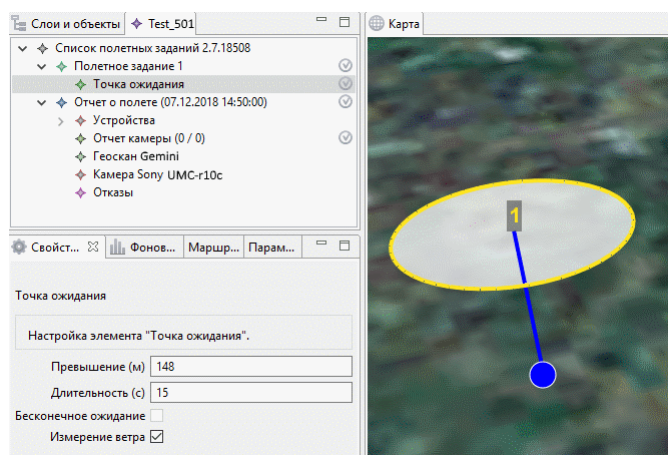 Слои и объекты
Test_501
Список полетных заданий 2.7.18508
Полетное задание 1
Точка ожидания
Отчет о полете (07.12.2018 14:50:00)
Устройства
Отчет камеры (0 / 0)
Геоскан Gemini
Камера Sony UMC-r10c
Отказы
Свойст...
Фонов...
Маршр...
Парам...
Точка ожидания
Настройка элемента "Точка ожидания".
Превышение (м) 148
Длительность (с) 15
Бесконечное ожидание
Измерение ветра
Карта
1